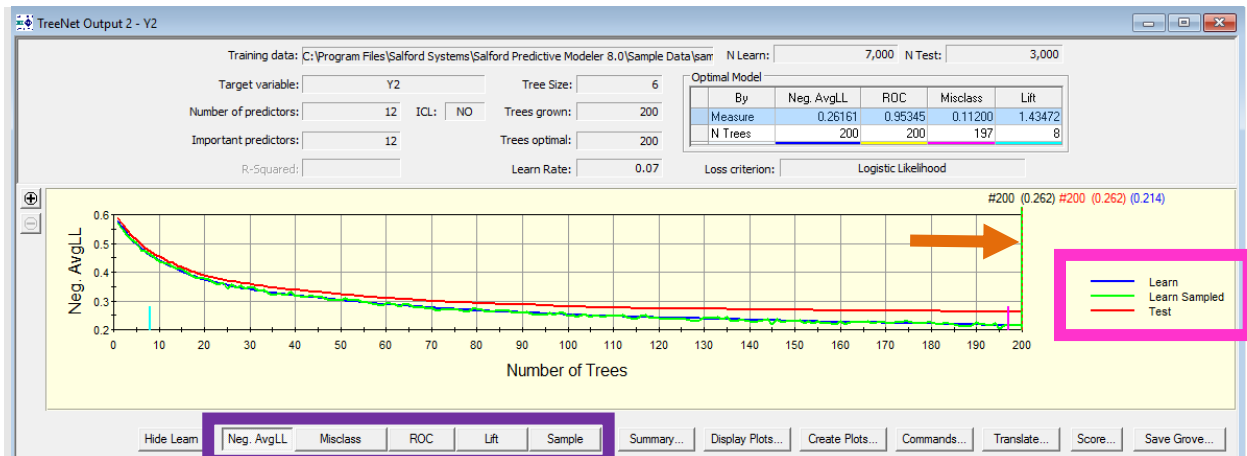 TreeNet Output 2 - Y2
Training data: C:\Program Files\Salford Systems\Salford Predictive Modeler 8.0\Sample Data\sam N Learn: 7,000 N Test: 3,000
Target variable: Y2 Tree Size: 6 Optimal Model
By Neg. AvgLL ROC Misclass Lift
Number of predictors: 12 ICL: NO Trees grown: 200 Measure 0.26161 0.95345 0.11200 1.43472
N Trees 200 200 197 8
Important predictors: 12 Trees optimal: 200
R-Squared: Learn Rate: 0.07 Loss criterion: Logistic Likelihood
#200 (0.262) #200 (0.262) (0.214)
0.6
0.5
0.4
0.3
0.2
Neg. AvgLL
Learn
Learn Sampled
Test
0 10 20 30 40 50 60 70 80 90 100 110 120 130 140 150 160 170 180 190 200
Number of Trees
Hide Learn Neg. AvgLL Misclass ROC Lift Sample Summary... Display Plots... Create Plots... Commands... Translate... Score... Save Grove...